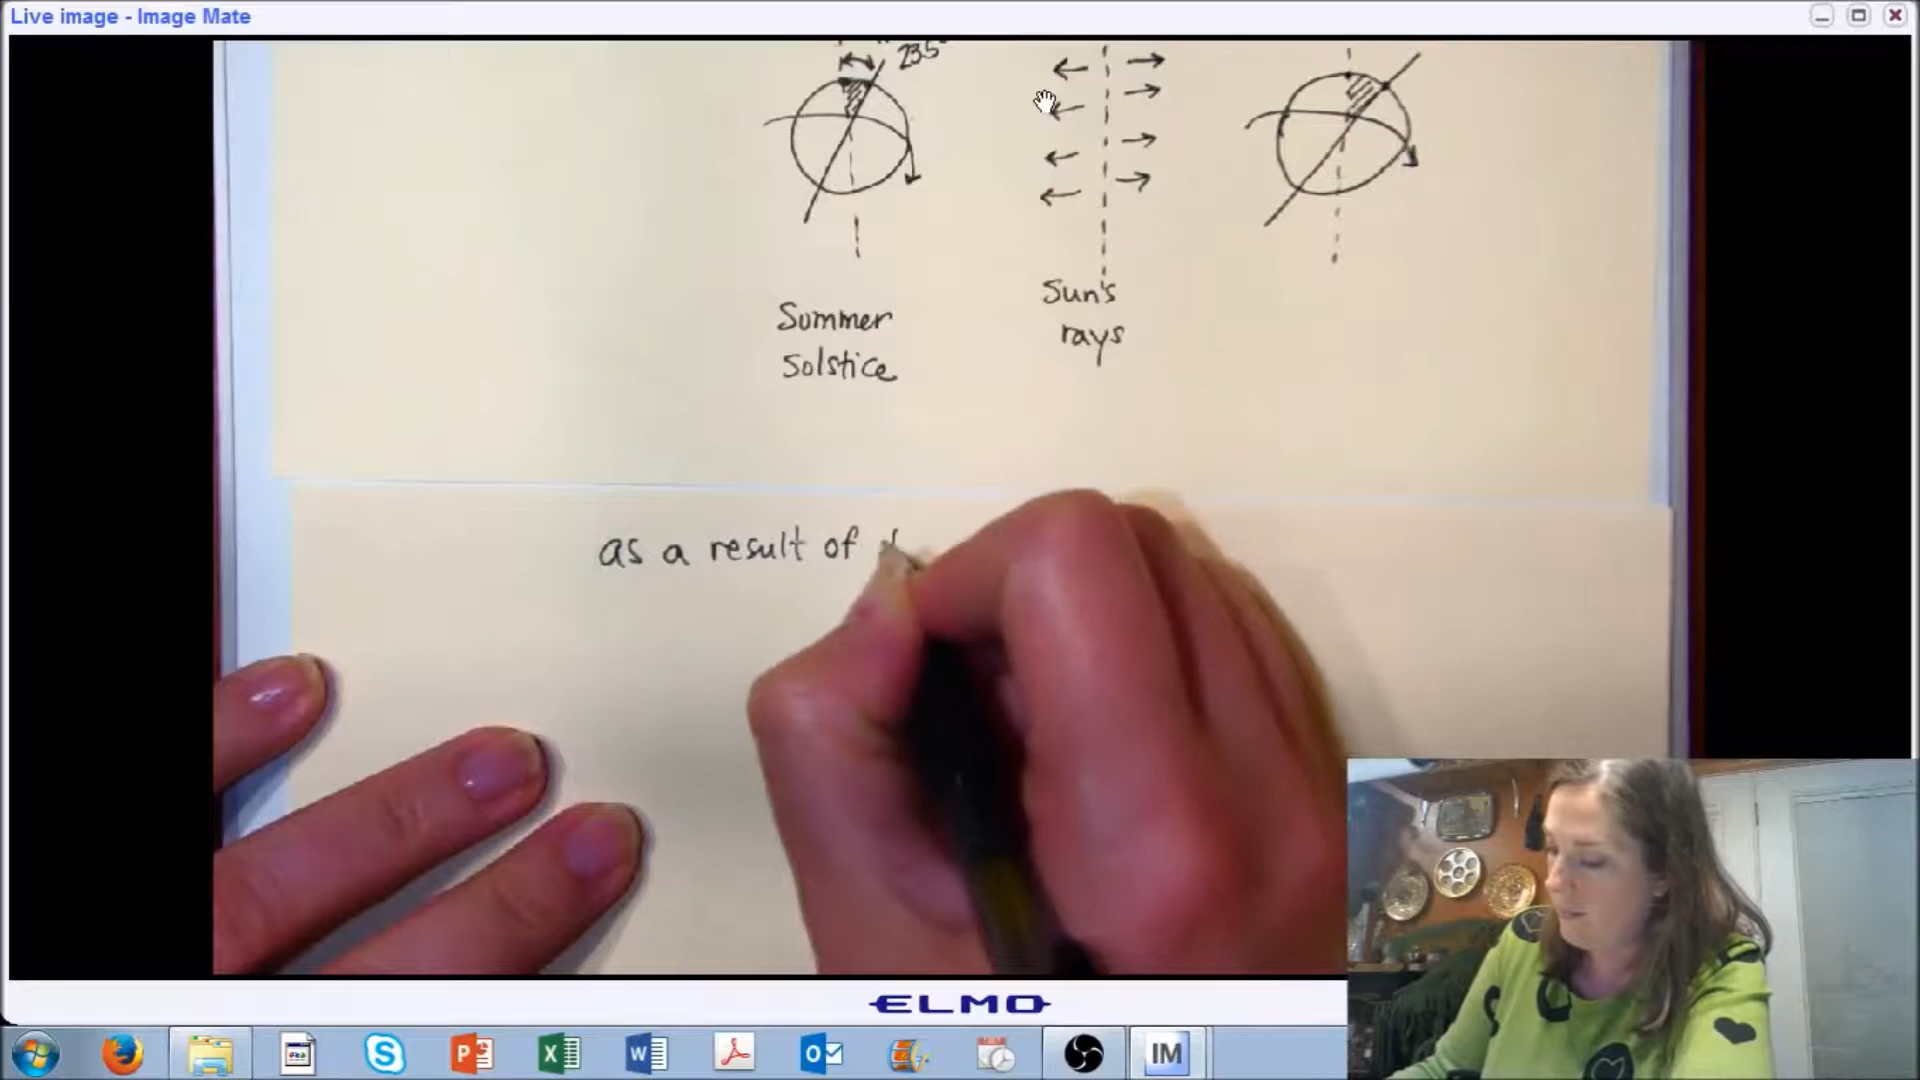 Live image - Image Mate
23.5°
Summer
Solstice
Sun's
rays
as a result of
ELMO
IM